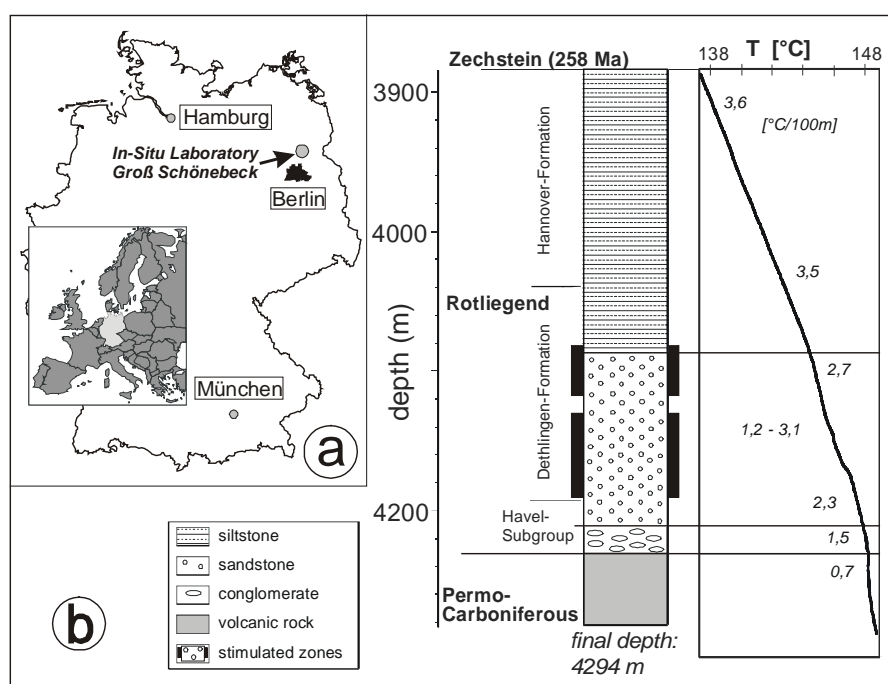 Hamburg
In-Situ Laboratory
Groß Schönebeck
Berlin
München
a
b
siltstone
sandstone
conglomerate
volcanic rock
stimulated zones
depth (m)
3900
4000
4200
Zechstein (258 Ma)
Hannover-Formation
Rotliegend
Dethlingen-Formation
Havel-
Subgroup
Permo-
Carboniferous
final depth:
4294 m
T [°C]
138
148
3,6
[°C/100m]
3,5
2,7
1,2 - 3,1
2,3
1,5
0,7